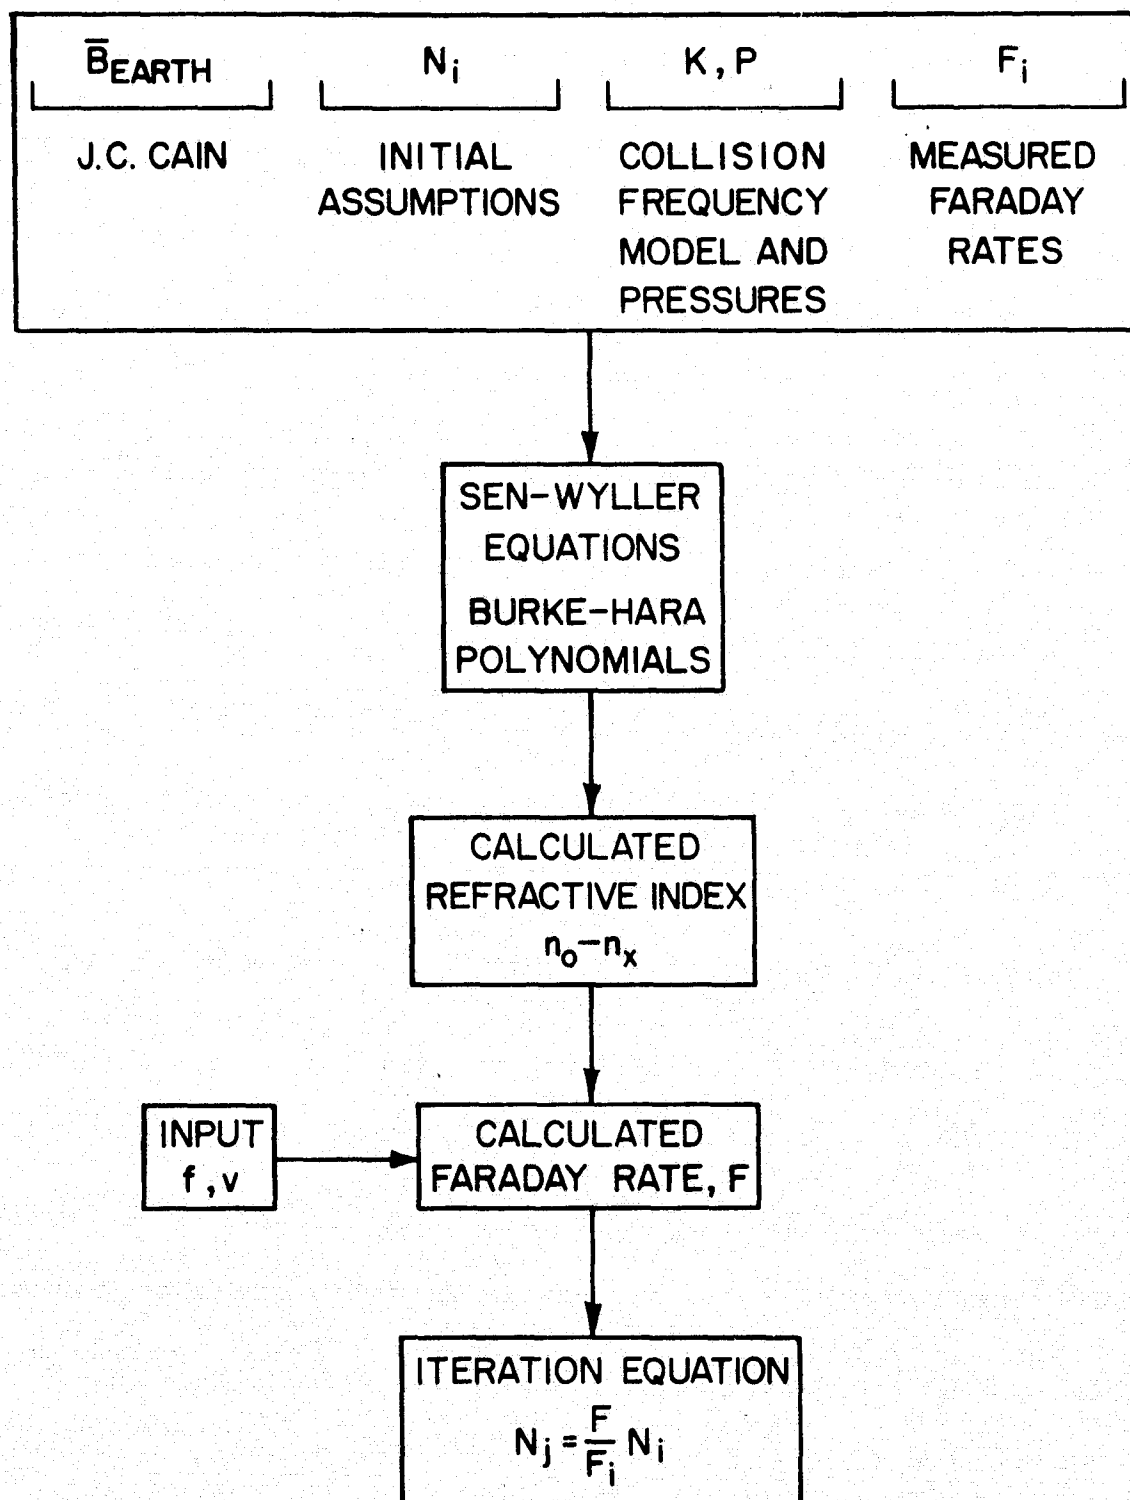 B̅EARTH Nᵢ K, P Fᵢ
J.C. CAIN INITIAL COLLISION MEASURED
ASSUMPTIONS FREQUENCY FARADAY
MODEL AND RATES
PRESSURES
SEN-WYLLER
EQUATIONS
BURKE-HARA
POLYNOMIALS
CALCULATED
REFRACTIVE INDEX
nₒ-nₓ
INPUT
f, v
CALCULATED
FARADAY RATE, F
ITERATION EQUATION
Nⱼ = F/Fᵢ Nᵢ